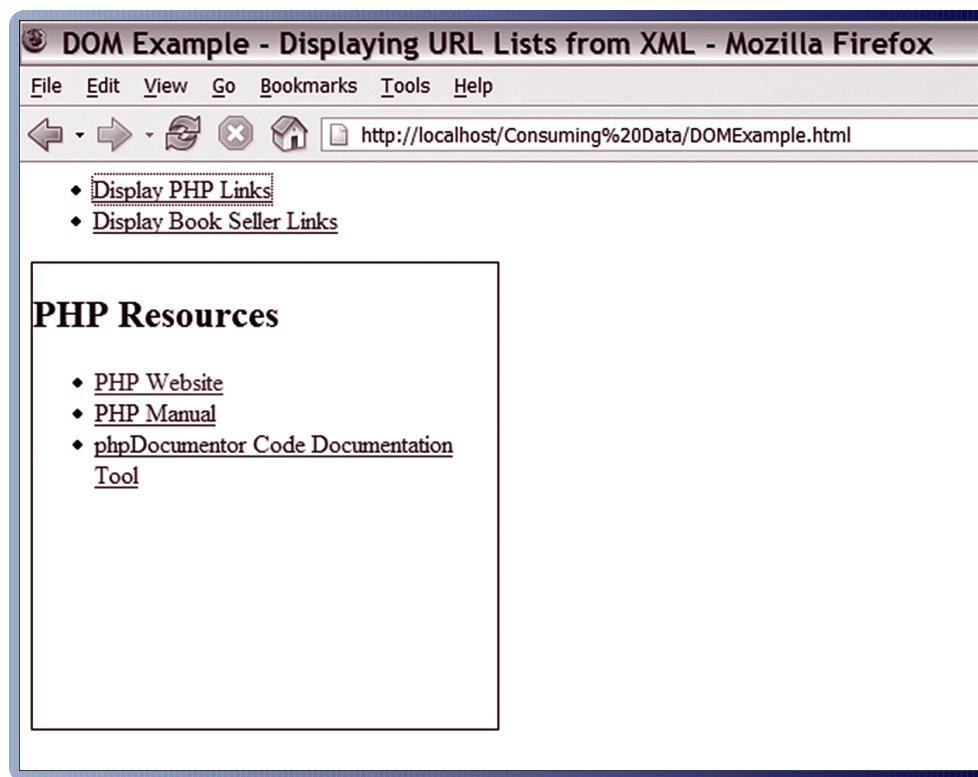 DOM Example - Displaying URL Lists from XML - Mozilla Firefox
File Edit View Go Bookmarks Tools Help
http://localhost/Consuming%20Data/DOMExample.html
Display PHP Links
Display Book Seller Links
PHP Resources
PHP Website
PHP Manual
phpDocumentor Code Documentation
Tool